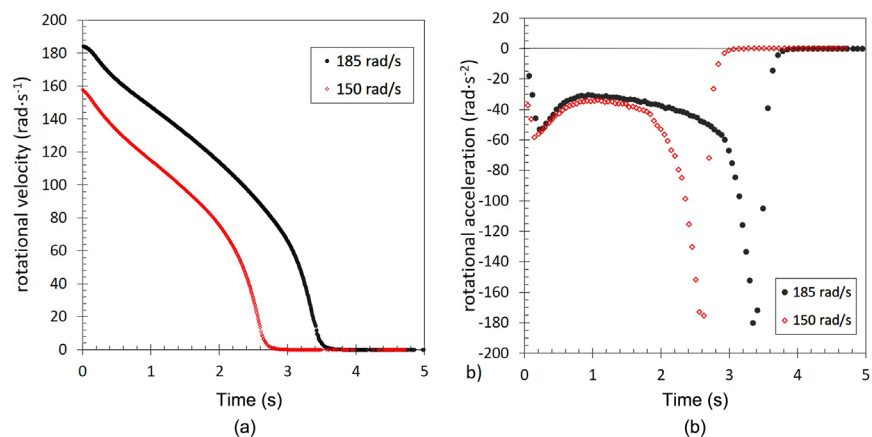 200
180
160
140
120
100
80
60
40
20
0
rotational velocity (rad·s⁻¹)
185 rad/s
150 rad/s
0 1 2 3 4 5
Time (s)
(a)
20
0
-20
-40
-60
-80
-100
-120
-140
-160
-180
-200
rotational acceleration (rad·s⁻²)
185 rad/s
150 rad/s
b)
0 1 2 3 4 5
Time (s)
(b)